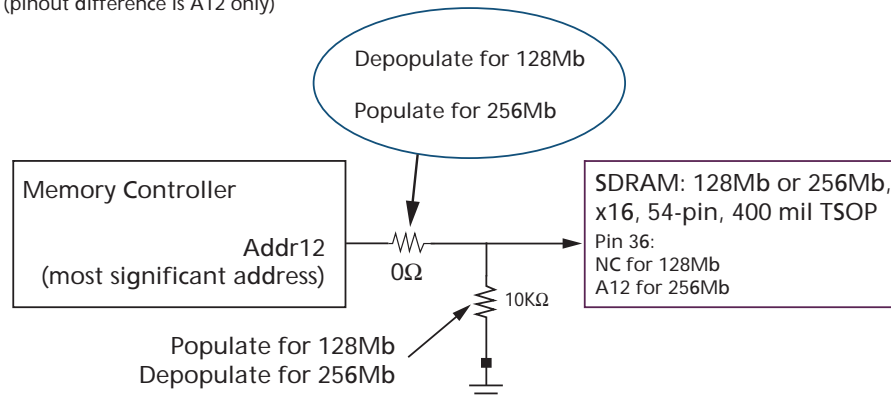 (pinout difference is A12 only)
Depopulate for 128Mb
Populate for 256Mb
Memory Controller
Addr12
(most significant address)
0Ω
10KΩ
SDRAM: 128Mb or 256Mb,
x16, 54-pin, 400 mil TSOP
Pin 36:
NC for 128Mb
A12 for 256Mb
Populate for 128Mb
Depopulate for 256Mb